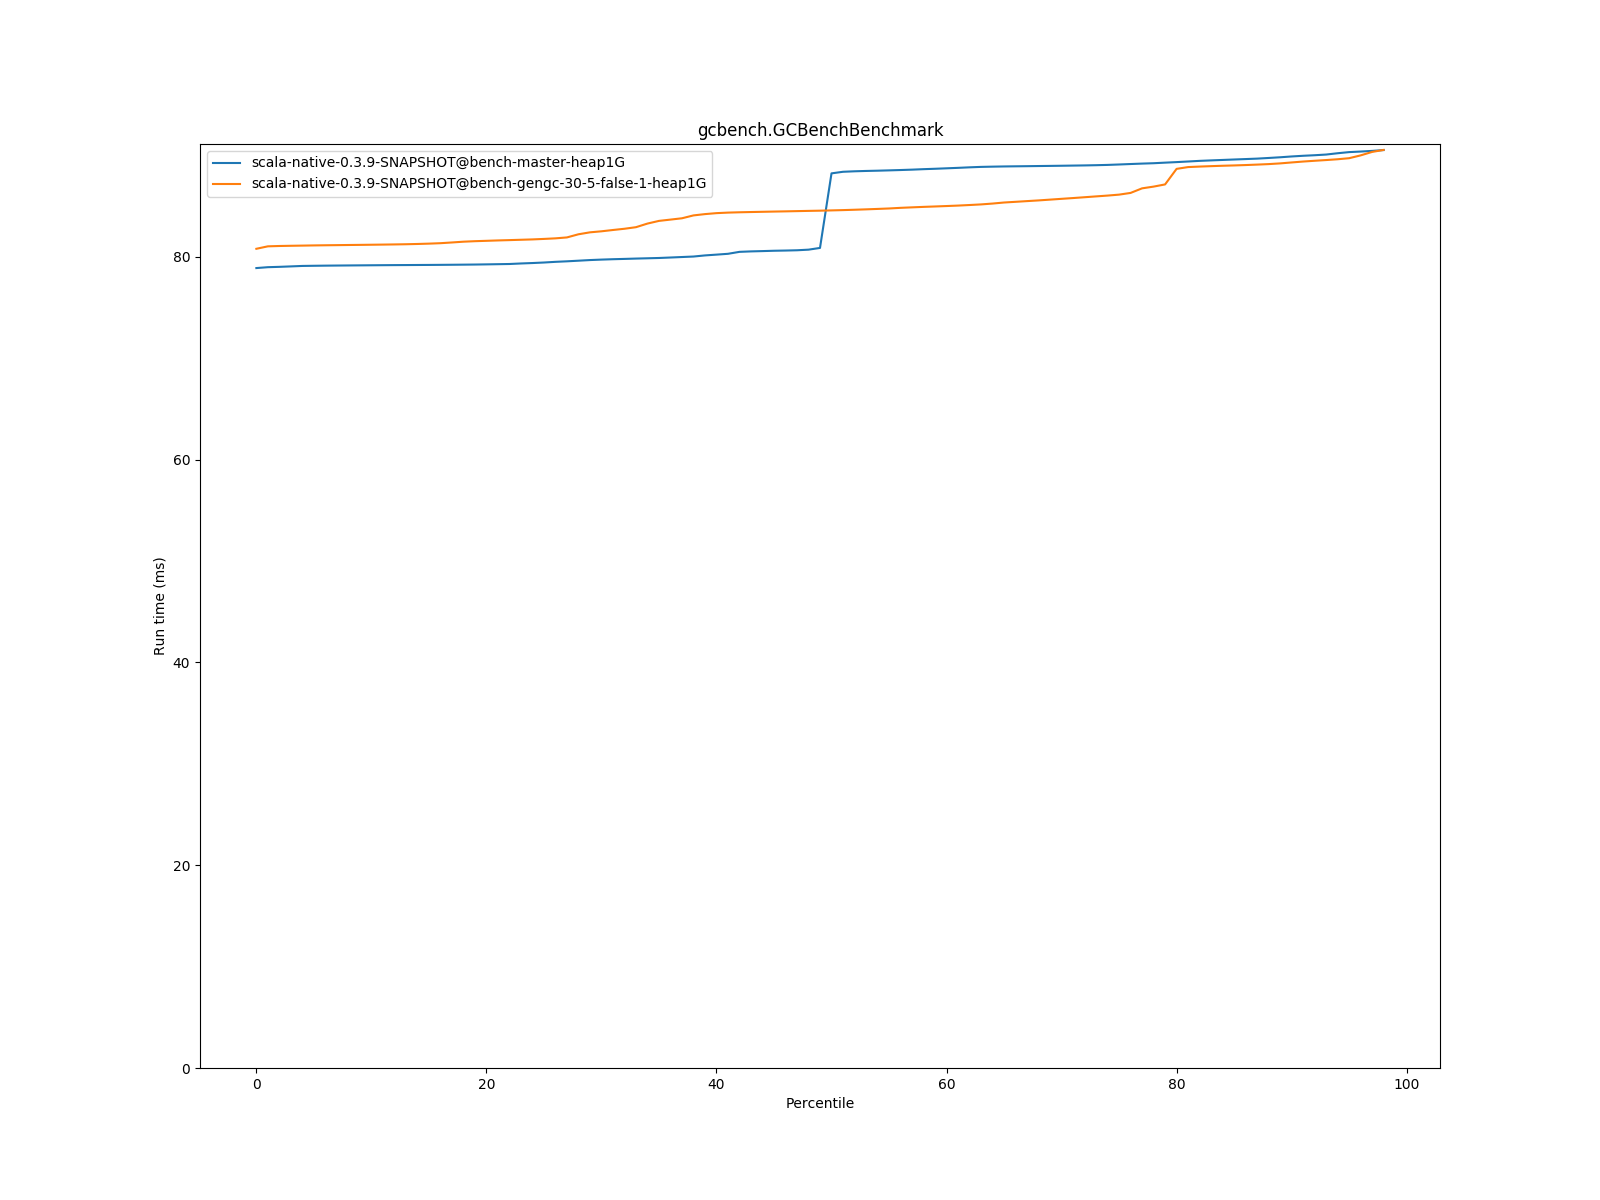 gcbench.GCBenchBenchmark
scala-native-0.3.9-SNAPSHOT@bench-master-heap1G
scala-native-0.3.9-SNAPSHOT@bench-gengc-30-5-false-1-heap1G
80
60
40
20
0
Run time (ms)
0 20 40 60 80 100
Percentile